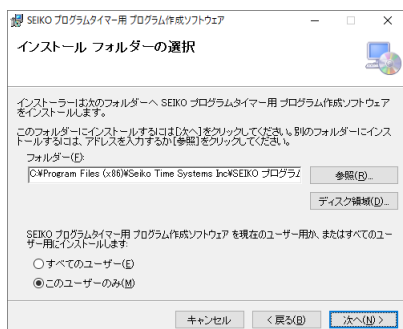 SEIKO プログラムタイマー用 プログラム作成ソフトウェア
インストール フォルダーの選択
インストーラーは次のフォルダーへ SEIKO プログラムタイマー用 プログラム作成ソフトウェア
をインストールします。
このフォルダーにインストールするには[次へ]をクリックしてください。別のフォルダーにインス
トールするには、アドレスを入力するか[参照]をクリックしてください。
フォルダー(F):
C:¥Program Files (x86)¥Seiko Time Systems Inc¥SEIKO プログラム
参照(R)...
ディスク領域(D)...
SEIKO プログラムタイマー用 プログラム作成ソフトウェア を現在のユーザー用か、またはすべてのユー
ザー用にインストールします:
すべてのユーザー(E)
このユーザーのみ(M)
キャンセル
< 戻る(B)
次へ(N) >